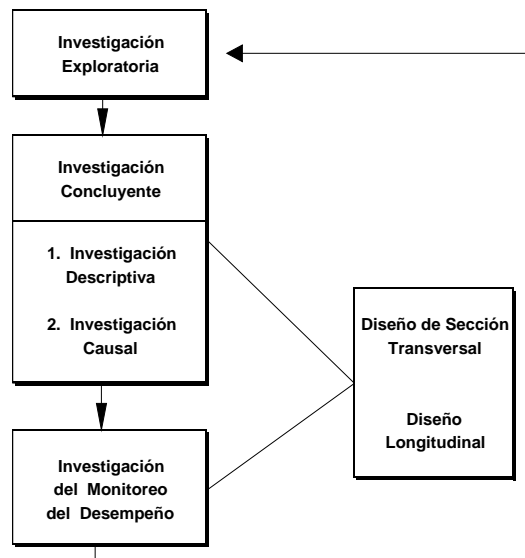 Investigación
Exploratoria
Investigación
Concluyente
1. Investigación
Descriptiva
2. Investigación
Causal
Diseño de Sección
Transversal
Diseño
Longitudinal
Investigación
del Monitoreo
del Desempeño